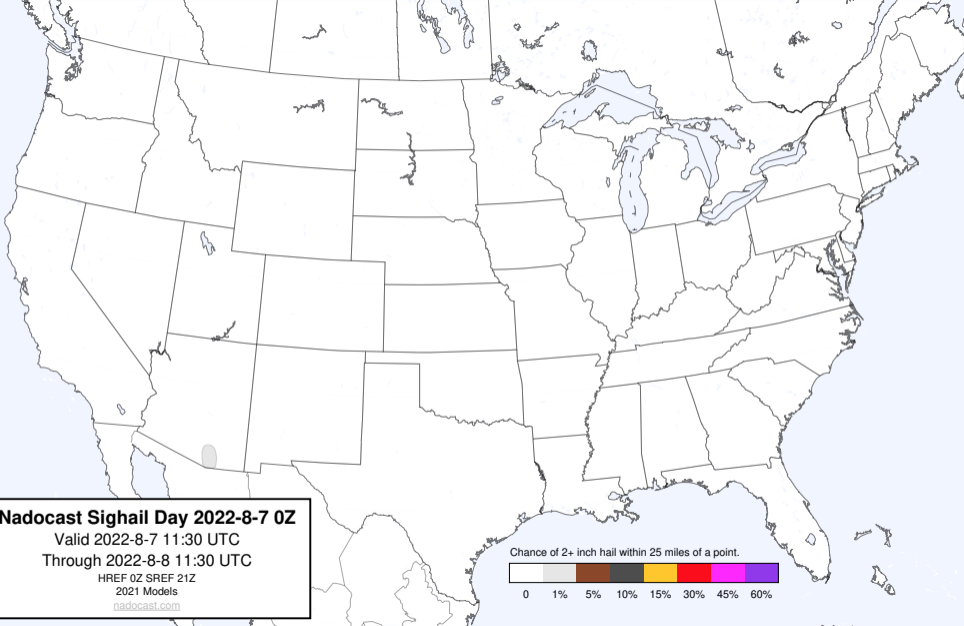 Nadocast Sighail Day 2022-8-7 0Z
Valid 2022-8-7 11:30 UTC
Through 2022-8-8 11:30 UTC
HREF 0Z SREF 21Z
2021 Models
nadocast.com
Chance of 2+ inch hail within 25 miles of a point.
0 1% 5% 10% 15% 30% 45% 60%